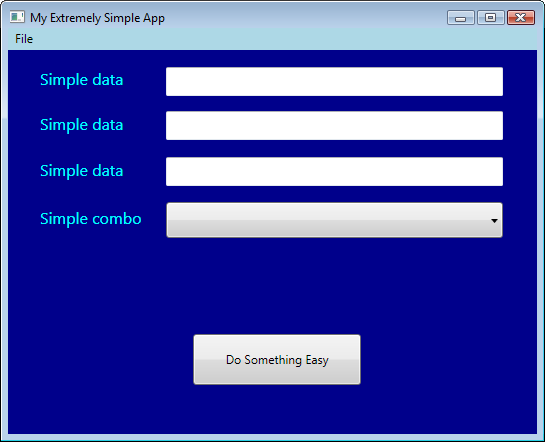 My Extremely Simple App
File
Simple data
Simple data
Simple data
Simple combo
Do Something Easy